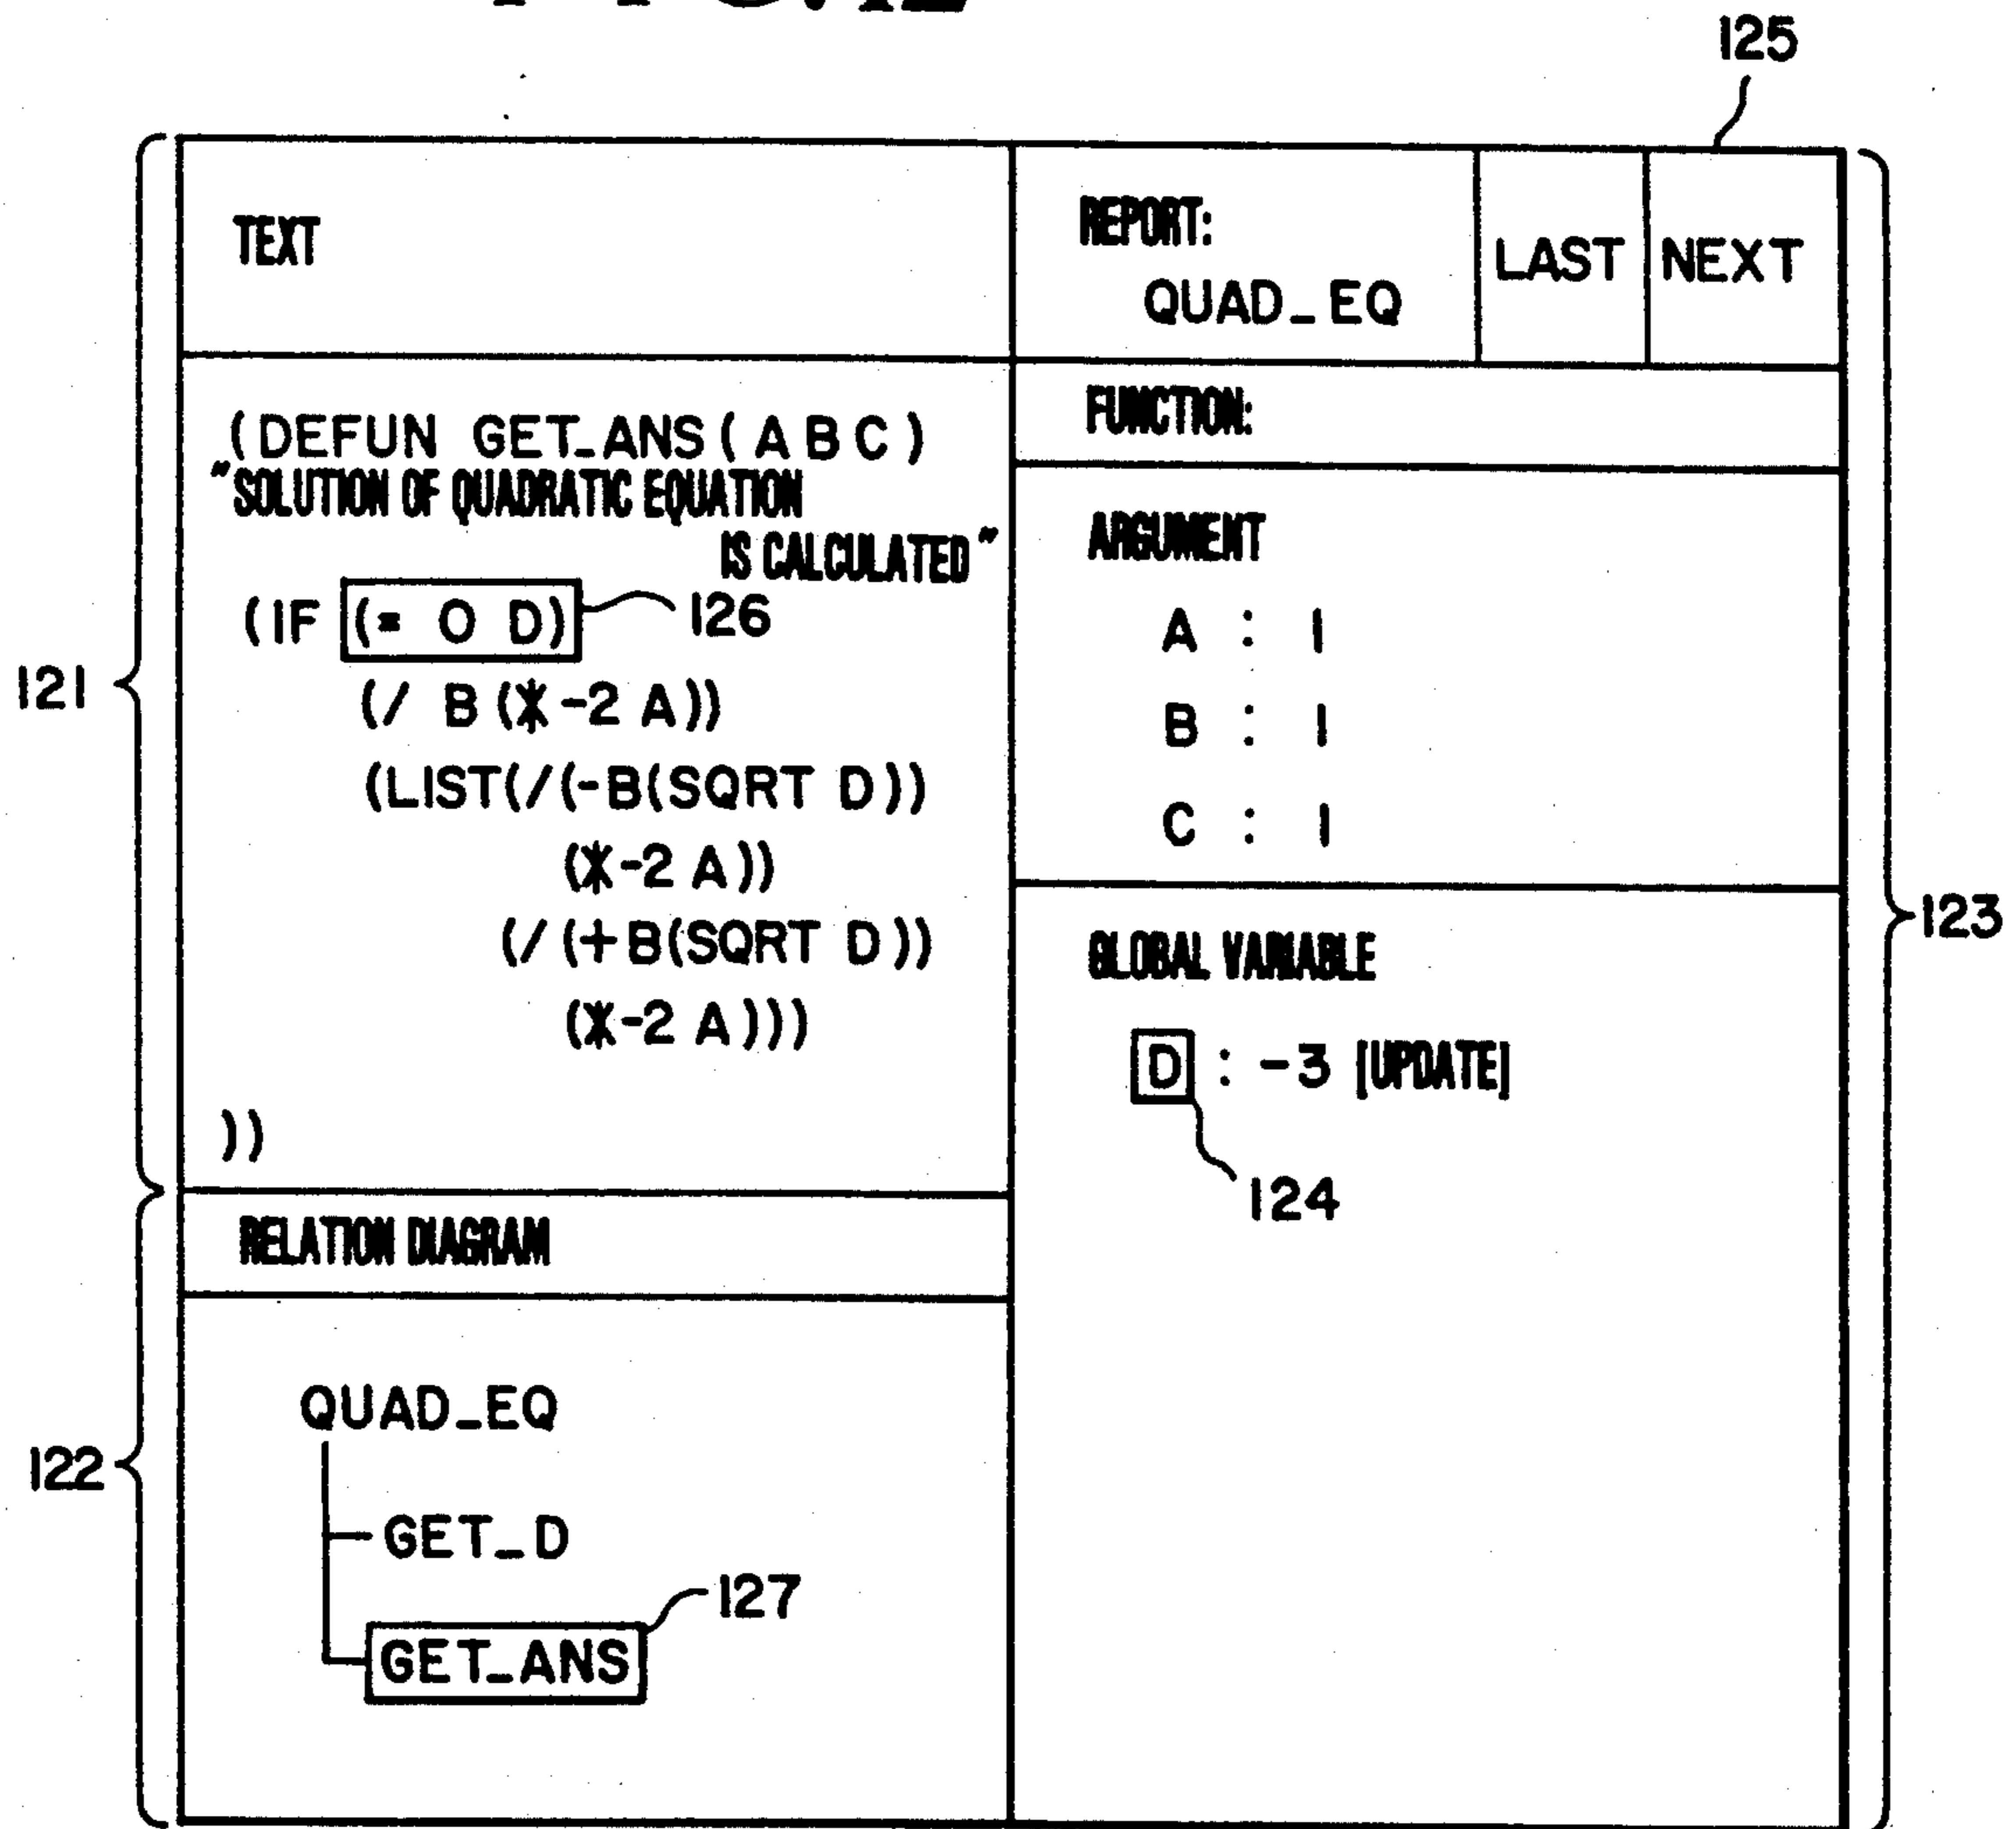 125
TEXT
REPORT:
QUAD_EQ
LAST
NEXT
(DEFUN GET_ANS(ABC)
"SOLUTION OF QUADRATIC EQUATION
IS CALCULATED"
(IF (= O D)
126
(/ B (*-2 A))
(LIST(/(-B(SQRT D))
(*-2 A))
(/(+B(SQRT D))
(*-2 A)))
))
121
FUNCTION:
ARGUMENT
A : 1
B : 1
C : 1
GLOBAL VARIABLE
D : -3 [UPDATE]
124
123
RELATION DIAGRAM
QUAD_EQ
GET_D
GET_ANS
127
122